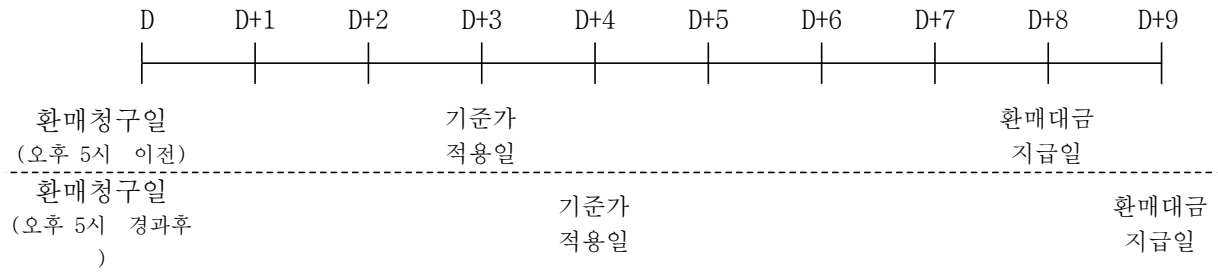 D D+1 D+2 D+3 D+4 D+5 D+6 D+7 D+8 D+9
환매청구일 기준가 환매대금
(오후 5시 이전) 적용일 지급일
환매청구일 기준가 환매대금
(오후 5시 경과후 적용일 지급일
)